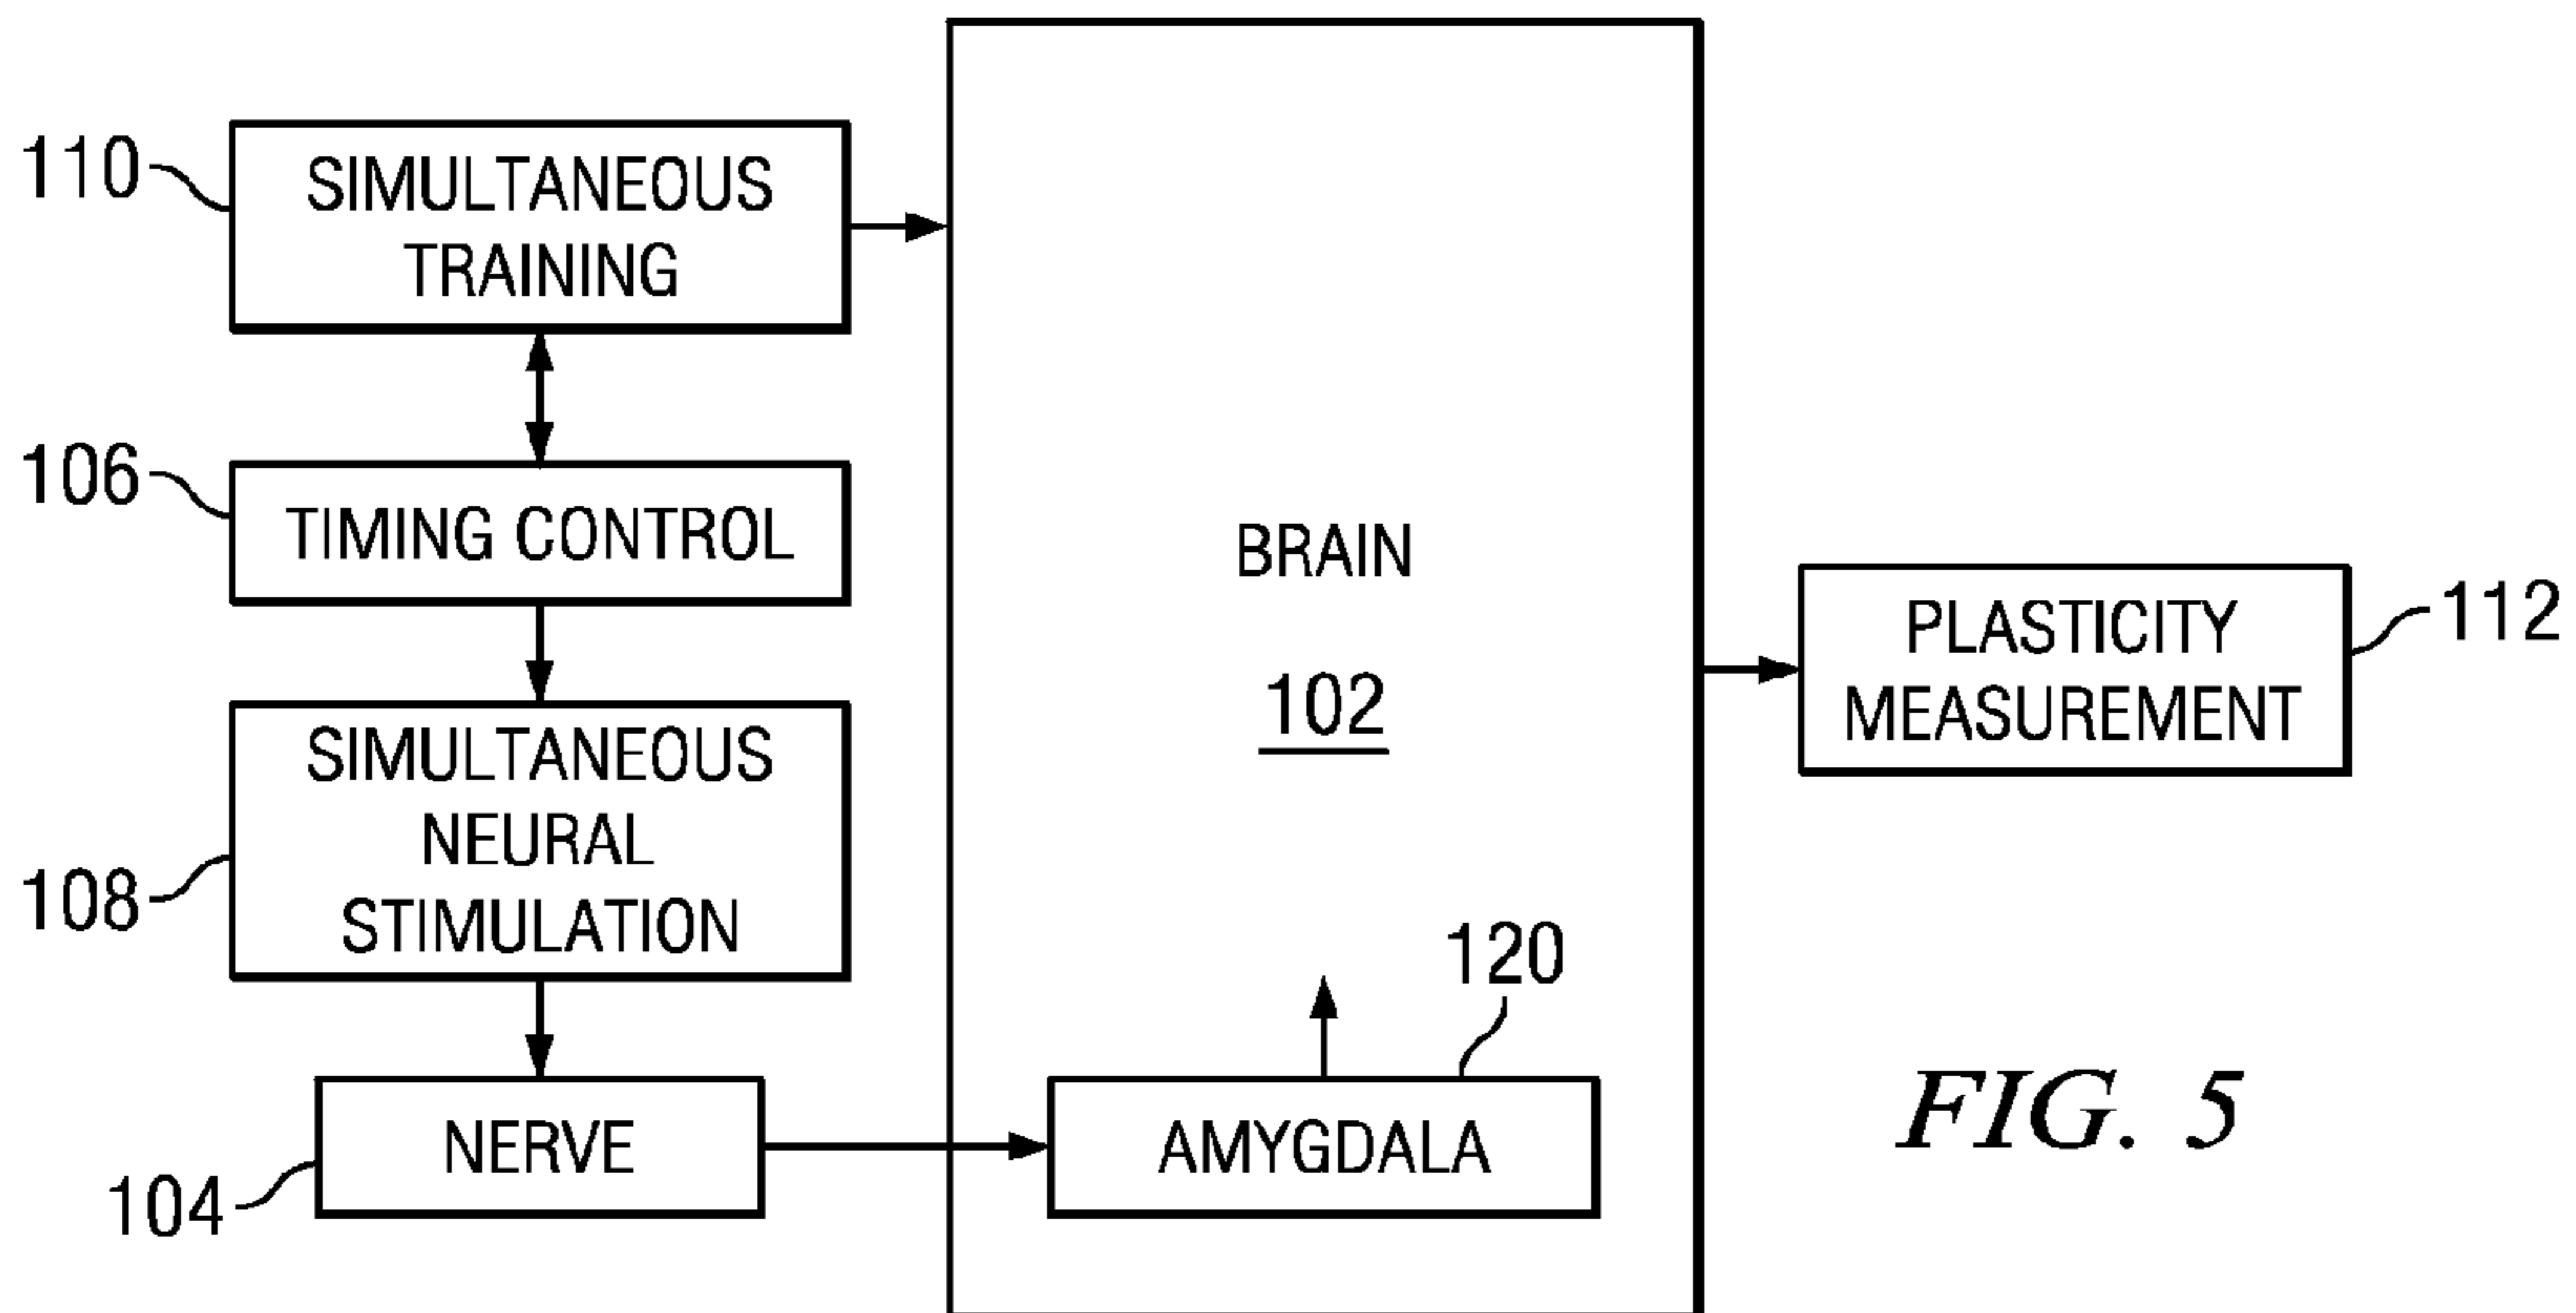 110
SIMULTANEOUS
TRAINING
106
TIMING CONTROL
108
SIMULTANEOUS
NEURAL
STIMULATION
104
NERVE
BRAIN
102
120
AMYGDALA
PLASTICITY
MEASUREMENT
112
FIG. 5